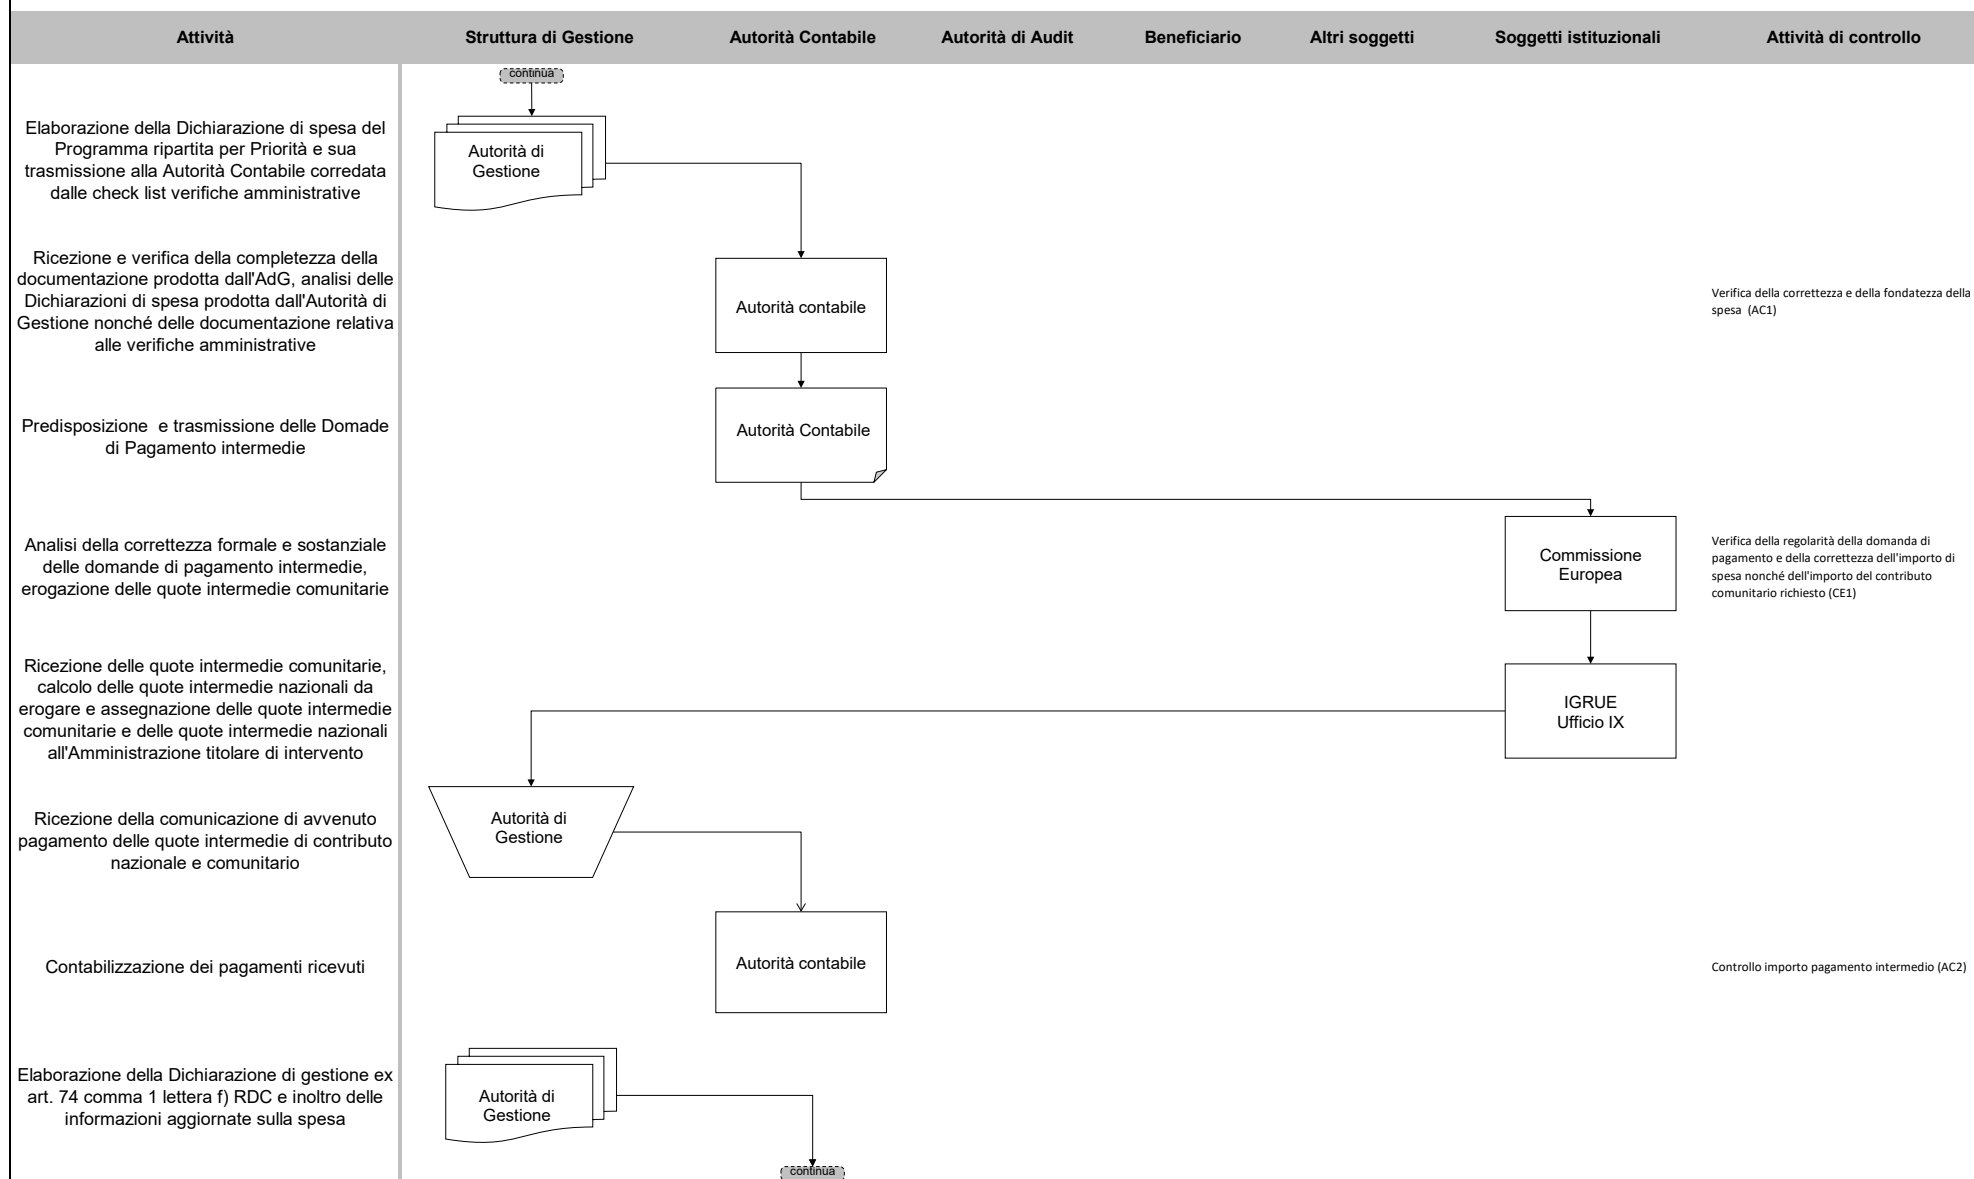 Attività Struttura di Gestione Autorità Contabile Autorità di Audit Beneficiario Altri soggetti Soggetti istituzionali Attività di controllo
continua
Elaborazione della Dichiarazione di spesa del
Programma ripartita per Priorità e sua
trasmissione alla Autorità Contabile corredata
dalle check list verifiche amministrative
Autorità di
Gestione
Ricezione e verifica della completezza della
documentazione prodotta dall'AdG, analisi delle
Dichiarazioni di spesa prodotta dall'Autorità di
Gestione nonché delle documentazione relativa
alle verifiche amministrative
Autorità contabile
Verifica della correttezza e della fondatezza della
spesa (AC1)
Predisposizione e trasmissione delle Domade
di Pagamento intermedie
Autorità Contabile
Analisi della correttezza formale e sostanziale
delle domande di pagamento intermedie,
erogazione delle quote intermedie comunitarie
Commissione
Europea
Verifica della regolarità della domanda di
pagamento e della correttezza dell'importo di
spesa nonché dell'importo del contributo
comunitario richiesto (CE1)
Ricezione delle quote intermedie comunitarie,
calcolo delle quote intermedie nazionali da
erogare e assegnazione delle quote intermedie
comunitarie e delle quote intermedie nazionali
all'Amministrazione titolare di intervento
IGRUE
Ufficio IX
Ricezione della comunicazione di avvenuto
pagamento delle quote intermedie di contributo
nazionale e comunitario
Autorità di
Gestione
Contabilizzazione dei pagamenti ricevuti
Autorità contabile
Controllo importo pagamento intermedio (AC2)
Elaborazione della Dichiarazione di gestione ex
art. 74 comma 1 lettera f) RDC e inoltro delle
informazioni aggiornate sulla spesa
Autorità di
Gestione
continua